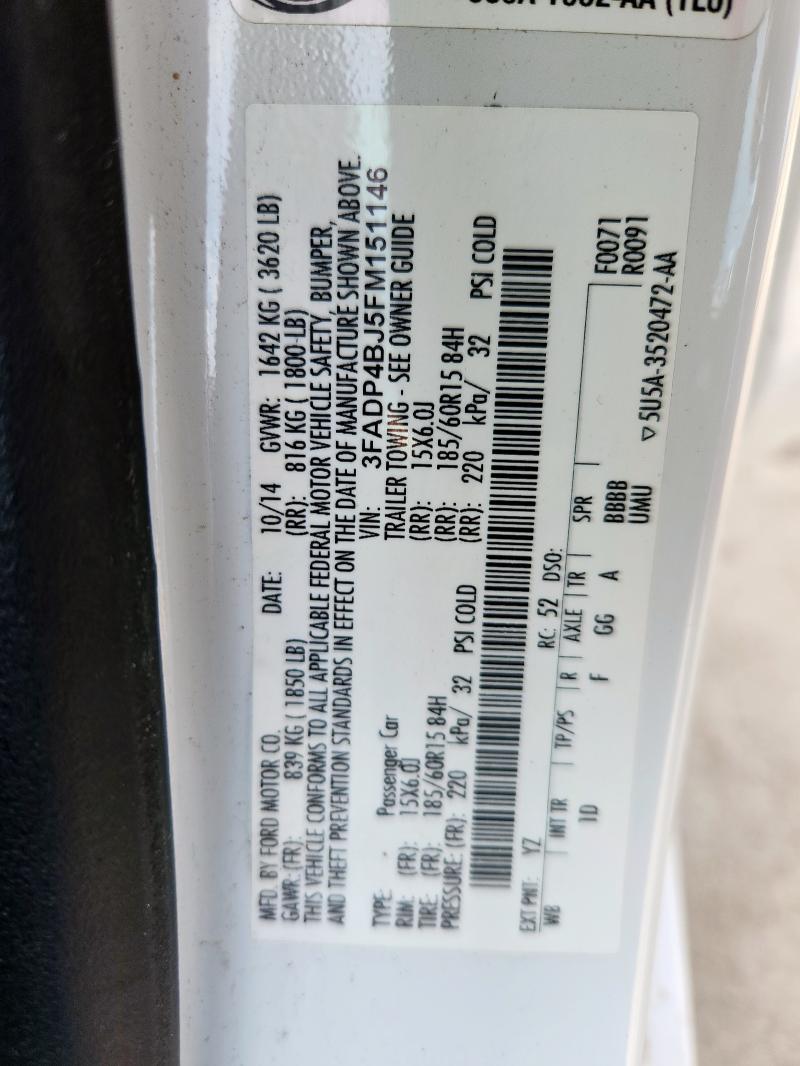 MFD. BY FORD MOTOR CO. DATE: 10/14 GVWR: 1642 KG ( 3620 LB)
GAWR: (FR): 839 KG ( 1850 LB) (RR): 816 KG ( 1800 LB)
THIS VEHICLE CONFORMS TO ALL APPLICABLE FEDERAL MOTOR VEHICLE SAFETY, BUMPER,
AND THEFT PREVENTION STANDARDS IN EFFECT ON THE DATE OF MANUFACTURE SHOWN ABOVE.
VIN: 3FADP4BJ5FM151146
TYPE: Passenger Car TRAILER TOWING - SEE OWNER GUIDE
RIM: (FR): 15X6.0J (RR): 15X6.0J
TIRE: (FR): 185/60R15 84H (RR): 185/60R15 84H
PRESSURE: (FR): 220 kPa/ 32 PSI COLD (RR): 220 kPa/ 32 PSI COLD
EXT PNT: YZ RC: 52 DSO:
WB INT TR TP/PS R AXLE TR SPR F0071
1D F GG A BBBB R0091
UMU
▽5U5A-3520472-AA